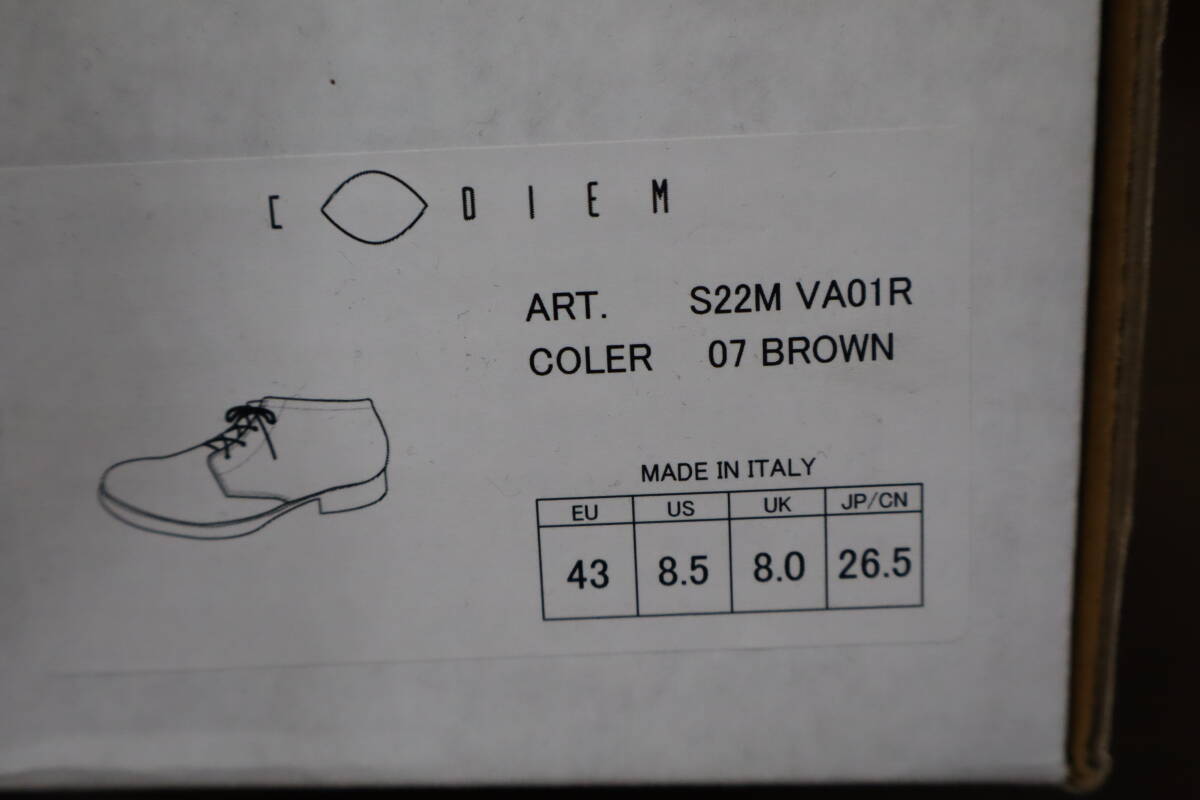 C O D I E M
ART. S22M VA01R
COLER 07 BROWN
MADE IN ITALY
EU US UK JP/CN
43 8.5 8.0 26.5